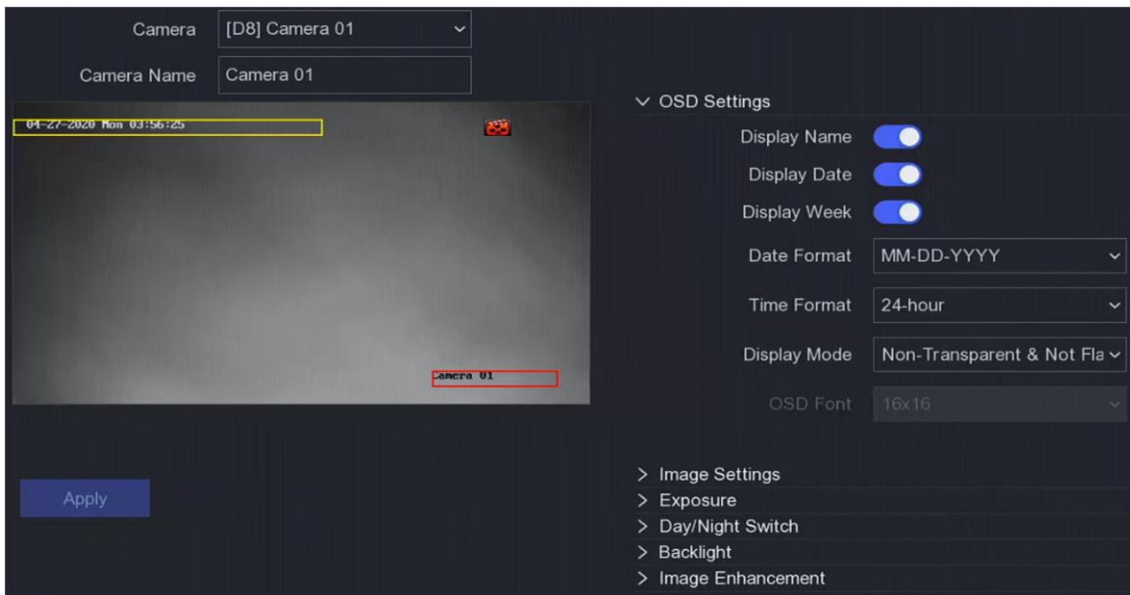 Camera
[D8] Camera 01
Camera Name
Camera 01
04-27-2020 Mon 03:56:25
Camera 01
Apply
OSD Settings
Display Name
Display Date
Display Week
Date Format
MM-DD-YYYY
Time Format
24-hour
Display Mode
Non-Transparent & Not Fla
OSD Font
16x16
Image Settings
Exposure
Day/Night Switch
Backlight
Image Enhancement